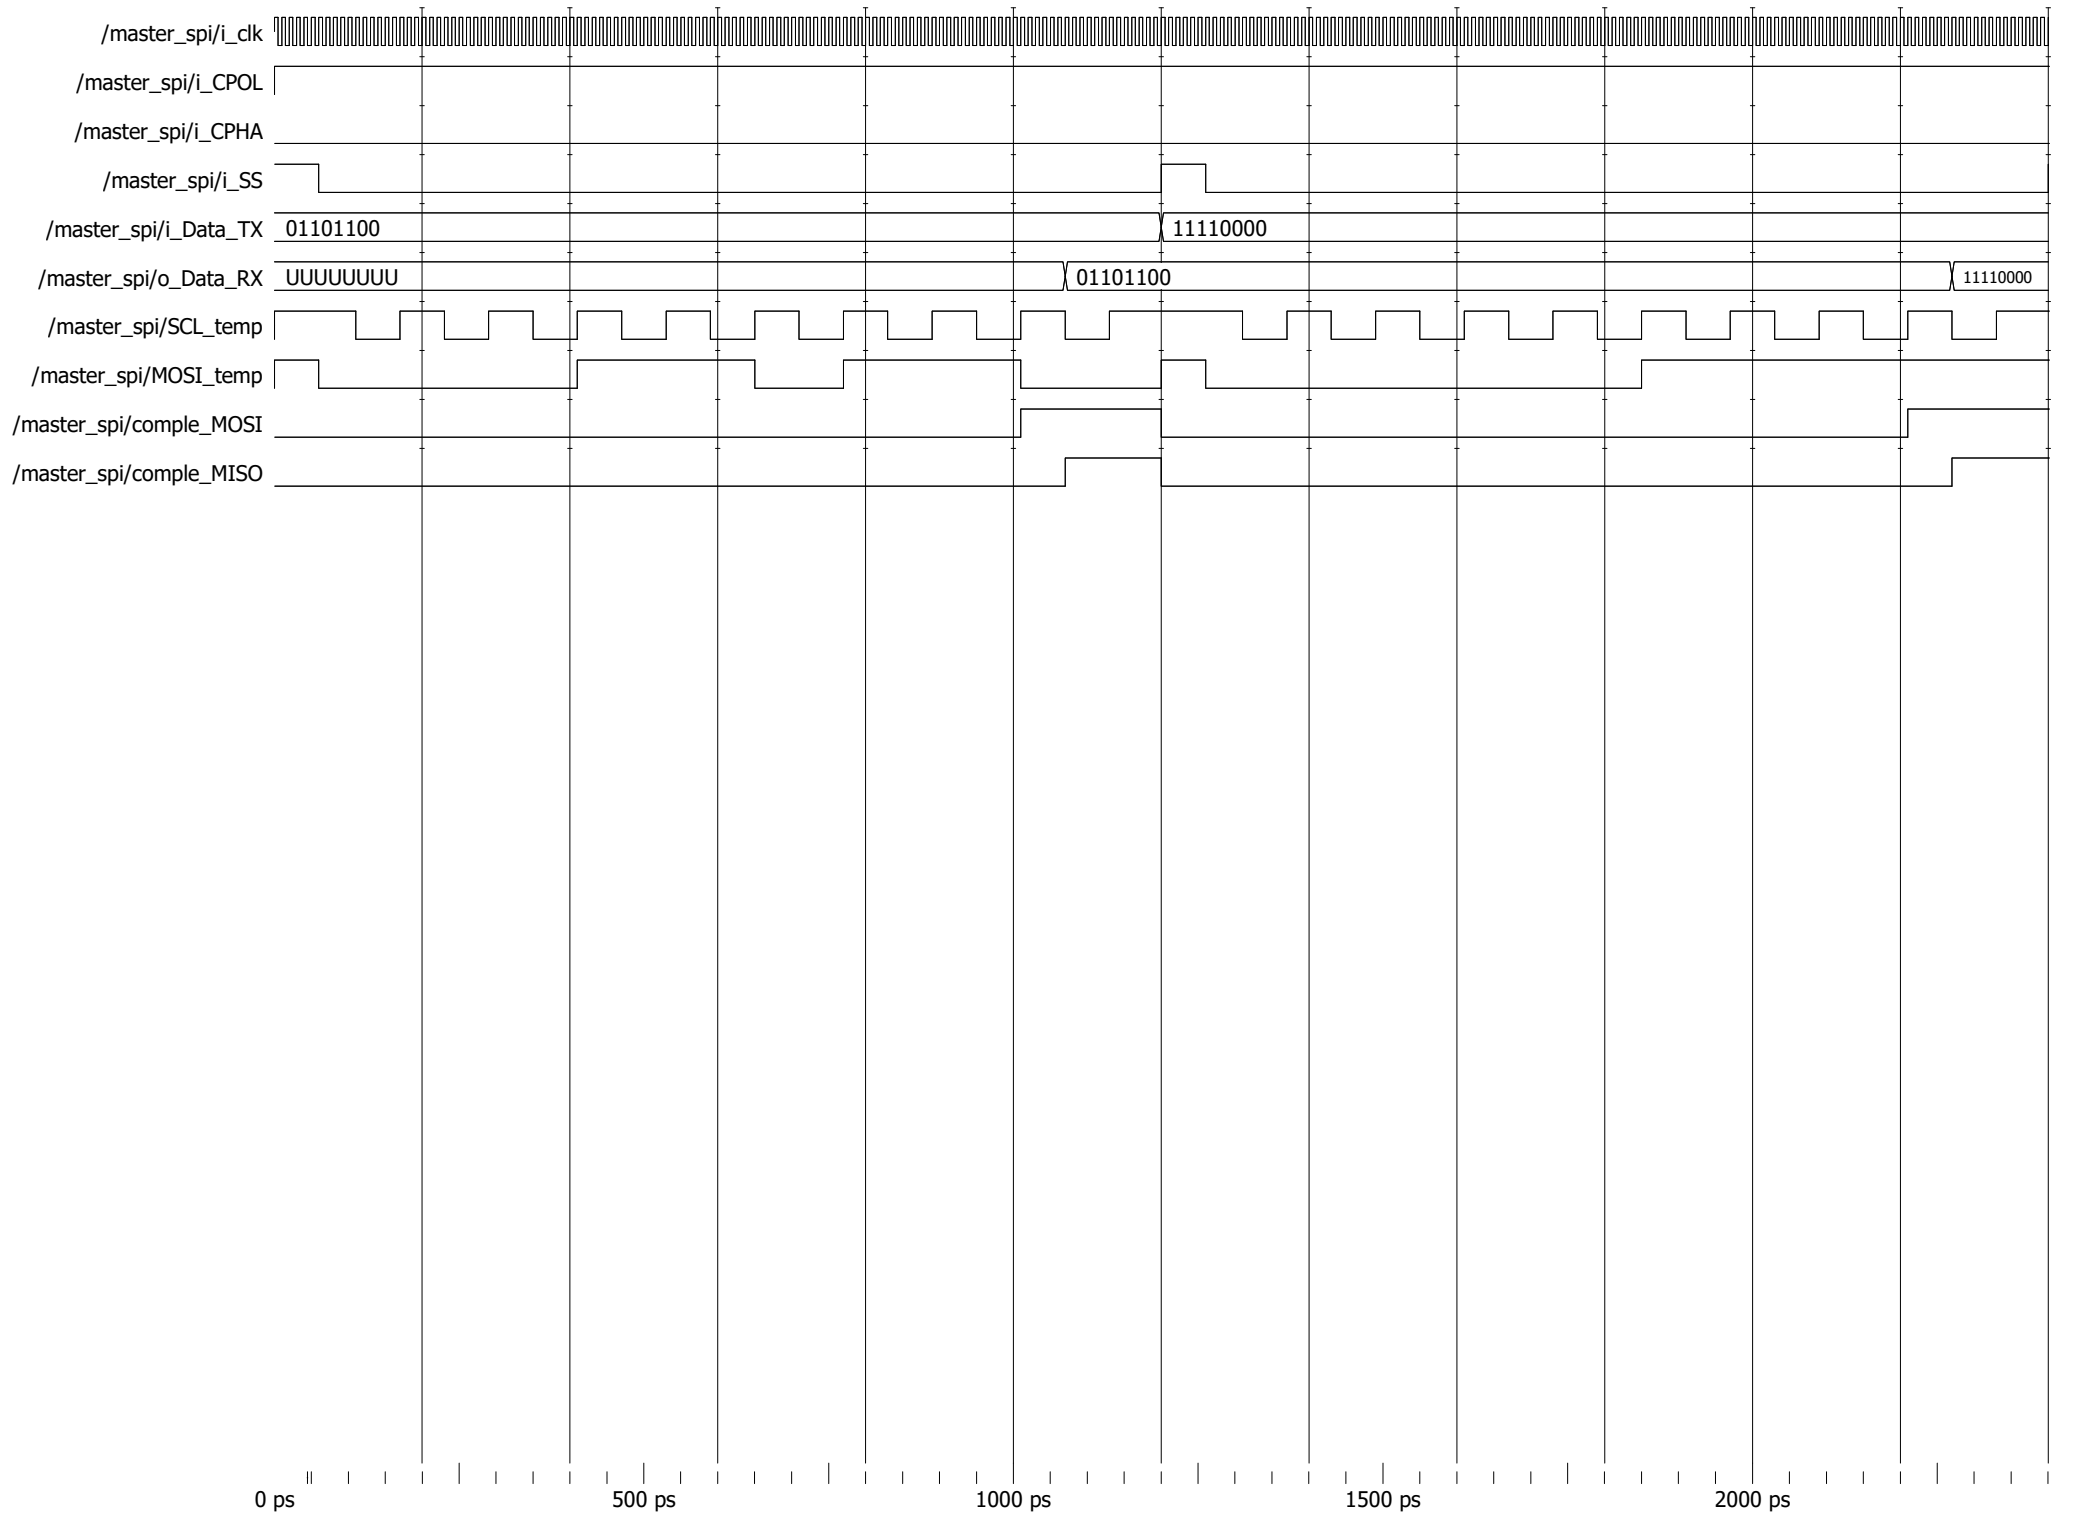 /master_spi/i_clk
/master_spi/i_CPOL
/master_spi/i_CPHA
/master_spi/i_SS
/master_spi/i_Data_TX 01101100 11110000
/master_spi/o_Data_RX UUUUUUUU 01101100 11110000
/master_spi/SCL_temp
/master_spi/MOSI_temp
/master_spi/comple_MOSI
/master_spi/comple_MISO
0 ps 500 ps 1000 ps 1500 ps 2000 ps